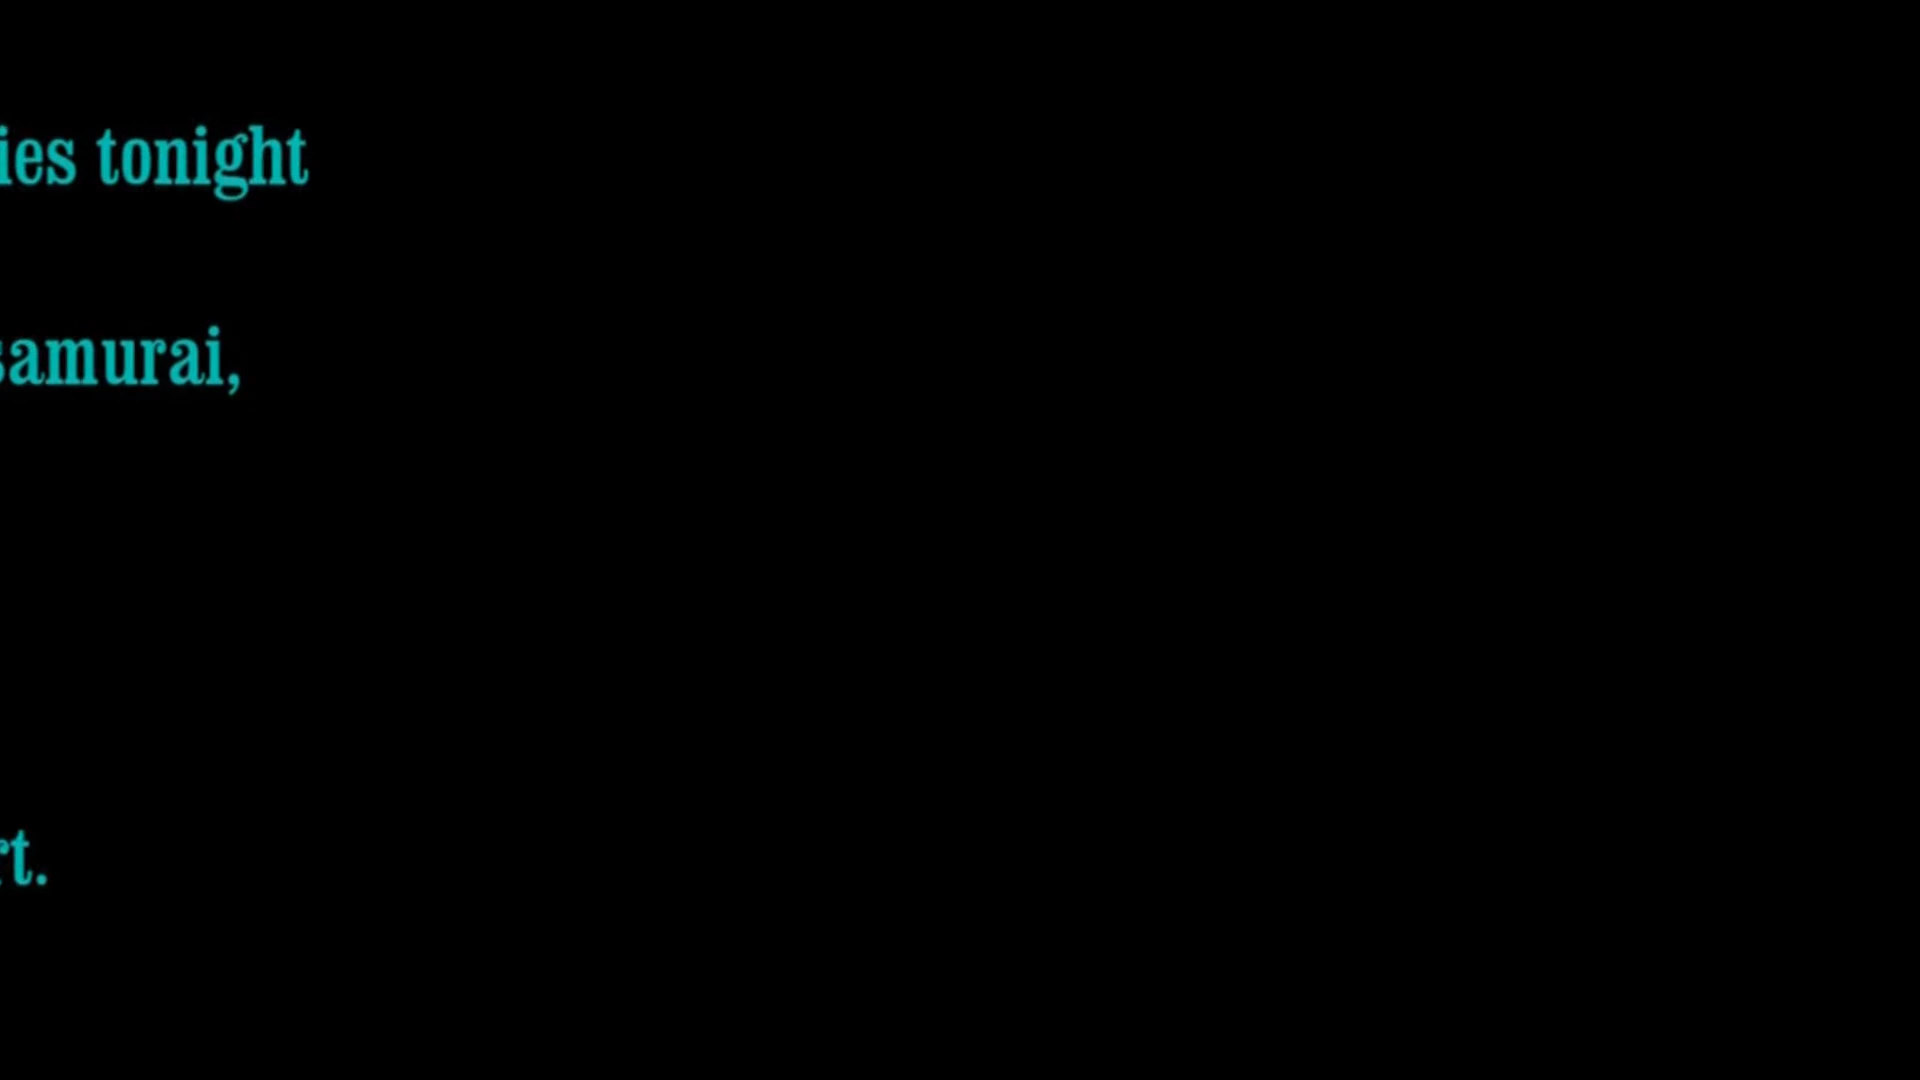 ies tonight
samurai,
rt.